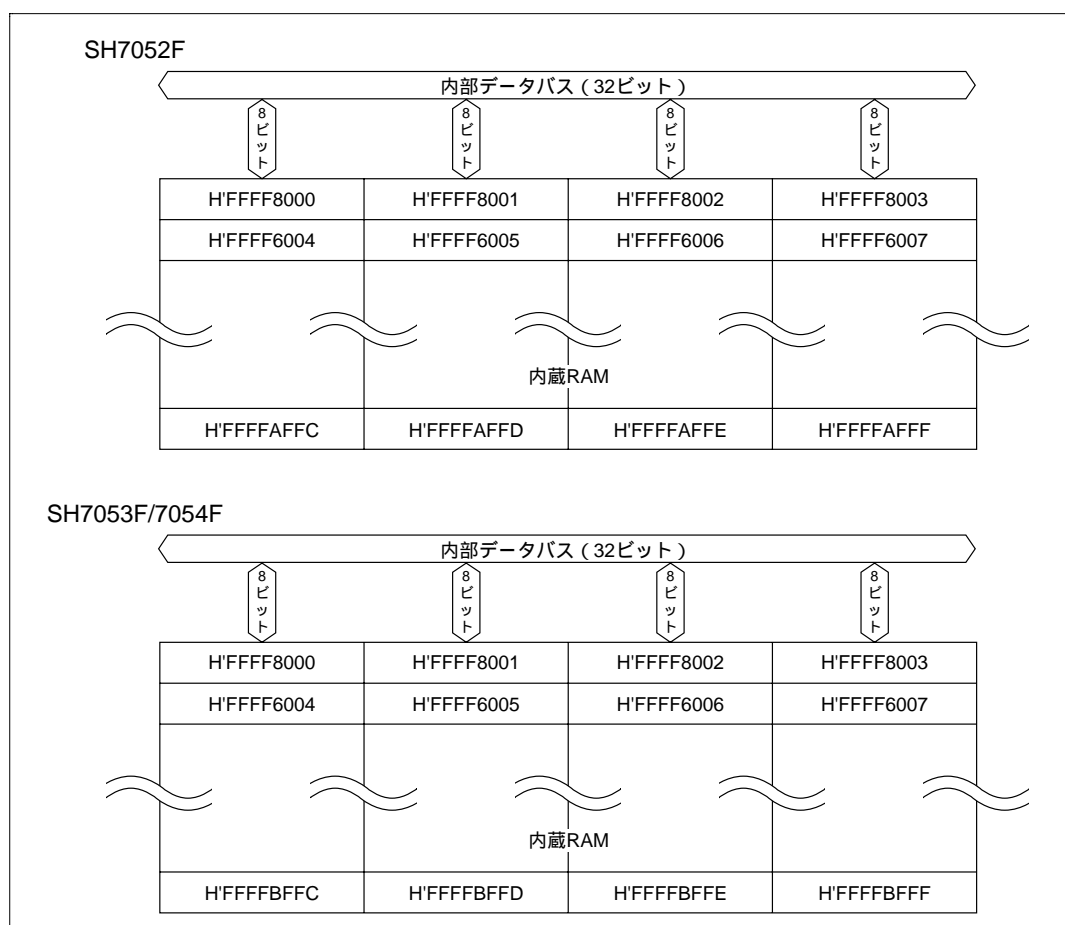 SH7052F
内部データバス（32ビット）
8ビット 8ビット 8ビット 8ビット
H'FFFF8000 H'FFFF8001 H'FFFF8002 H'FFFF8003
H'FFFF6004 H'FFFF6005 H'FFFF6006 H'FFFF6007
内蔵RAM
H'FFFFAFFC H'FFFFAFFD H'FFFFAFFE H'FFFFAFFF
SH7053F/7054F
内部データバス（32ビット）
8ビット 8ビット 8ビット 8ビット
H'FFFF8000 H'FFFF8001 H'FFFF8002 H'FFFF8003
H'FFFF6004 H'FFFF6005 H'FFFF6006 H'FFFF6007
内蔵RAM
H'FFFFBFFC H'FFFFBFFD H'FFFFBFFE H'FFFFBFFF